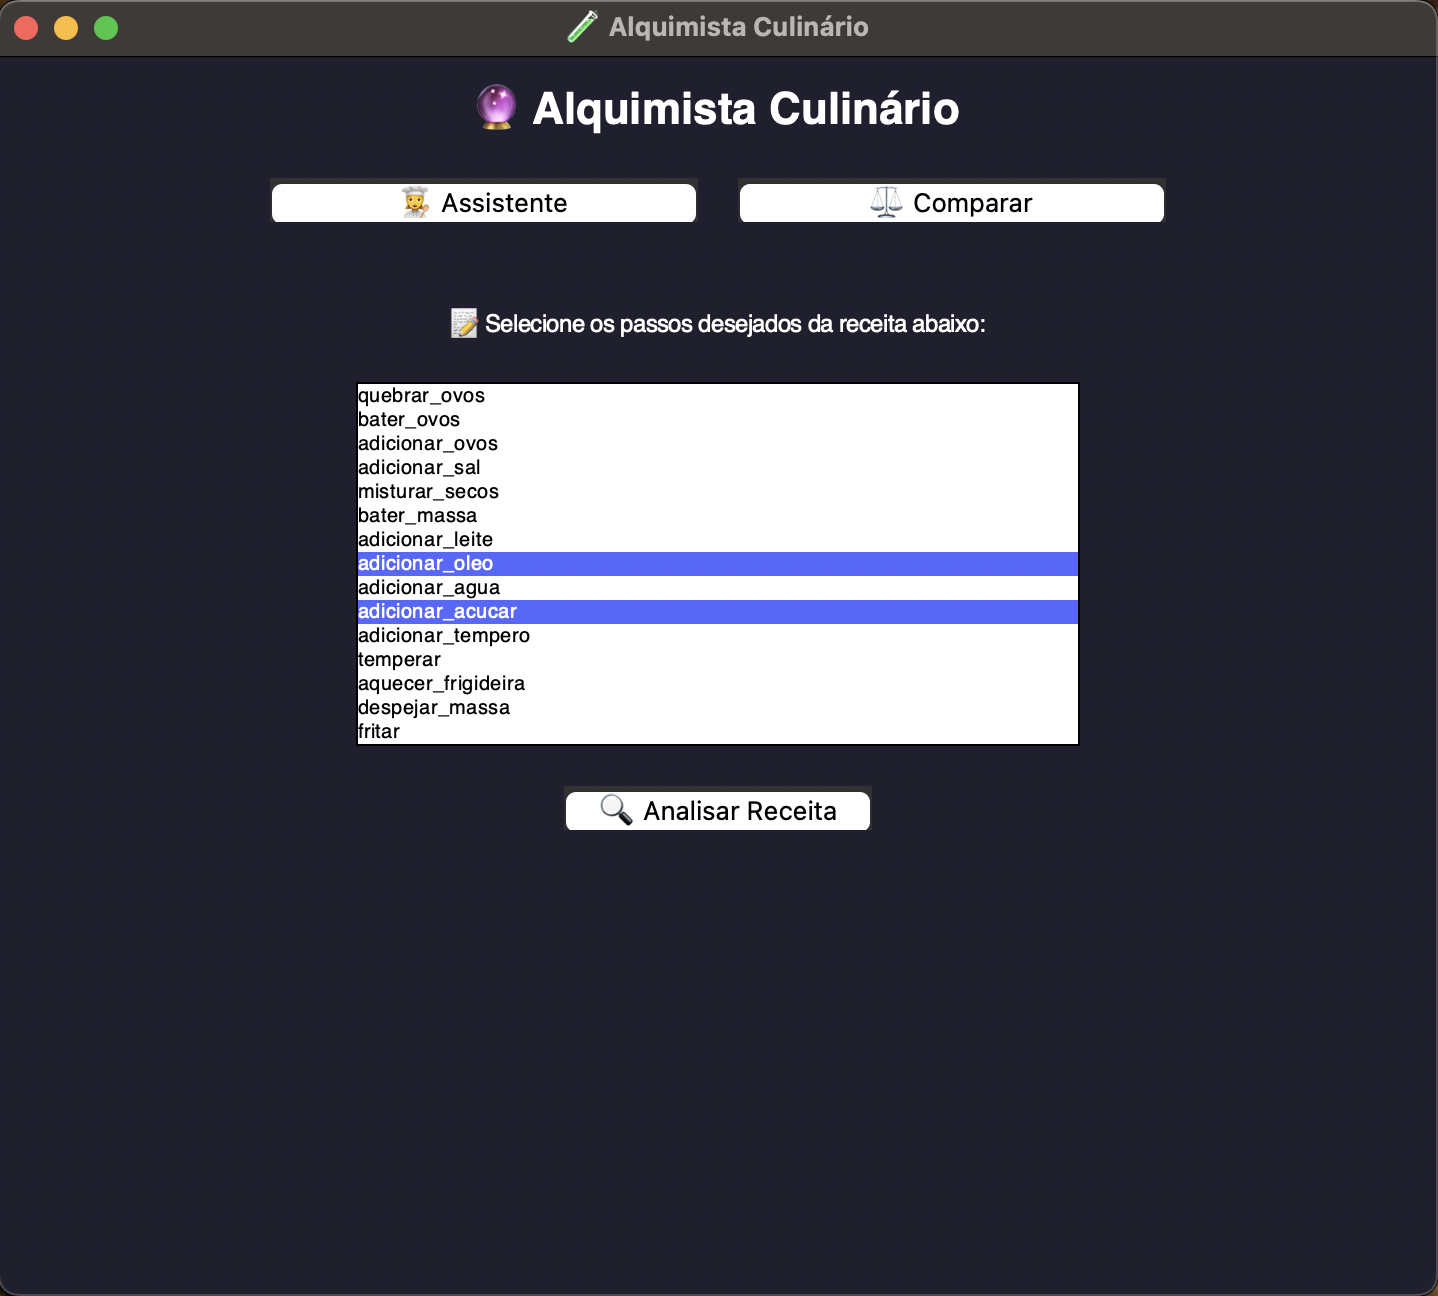 Alquimista Culinário
Alquimista Culinário
Assistente
Comparar
Selecione os passos desejados da receita abaixo:
quebrar_ovos
bater_ovos
adicionar_ovos
adicionar_sal
misturar_secos
bater_massa
adicionar_leite
adicionar_oleo
adicionar_agua
adicionar_acucar
adicionar_tempero
temperar
aquecer_frigideira
despejar_massa
fritar
Analisar Receita